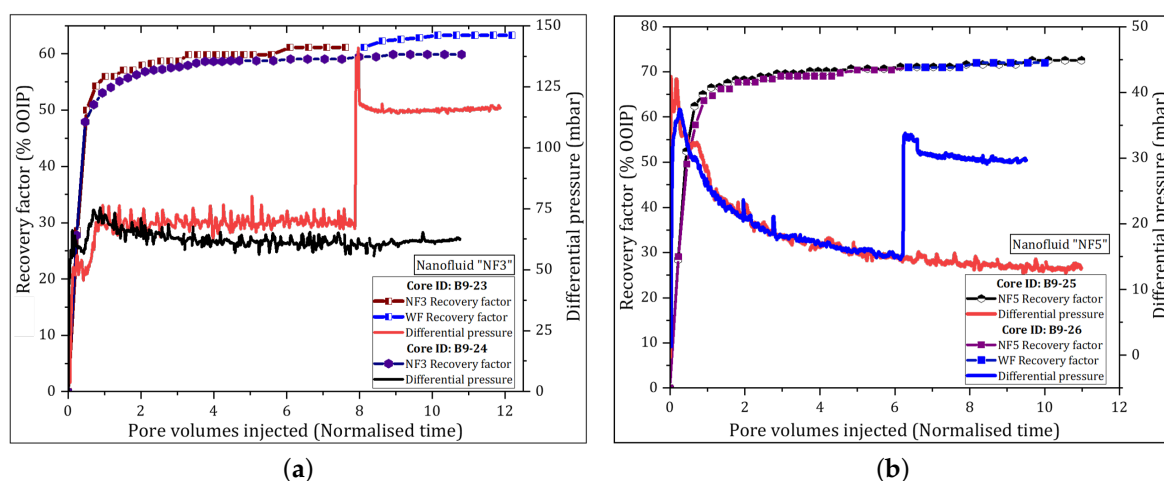 Recovery factor (% OOIP)
60
50
40
30
20
10
0
0
2
4
6
8
10
12
Pore volumes injected (Normalised time)
150
125
100
75
50
25
0
Differential pressure (mbar)
Nanofluid "NF3"
Core ID: B9-23
NF3 Recovery factor
WF Recovery factor
Differential pressure
Core ID: B9-24
NF3 Recovery factor
Differential pressure
(a)
Recovery factor (% OOIP)
80
70
60
50
40
30
20
10
0
0
2
4
6
8
10
12
Pore volumes injected (Normalised time)
50
40
30
20
10
0
Differential pressure (mbar)
Nanofluid "NF5"
Core ID: B9-25
NF5 Recovery factor
Differential pressure
Core ID: B9-26
NF5 Recovery factor
WF Recovery factor
Differential pressure
(b)